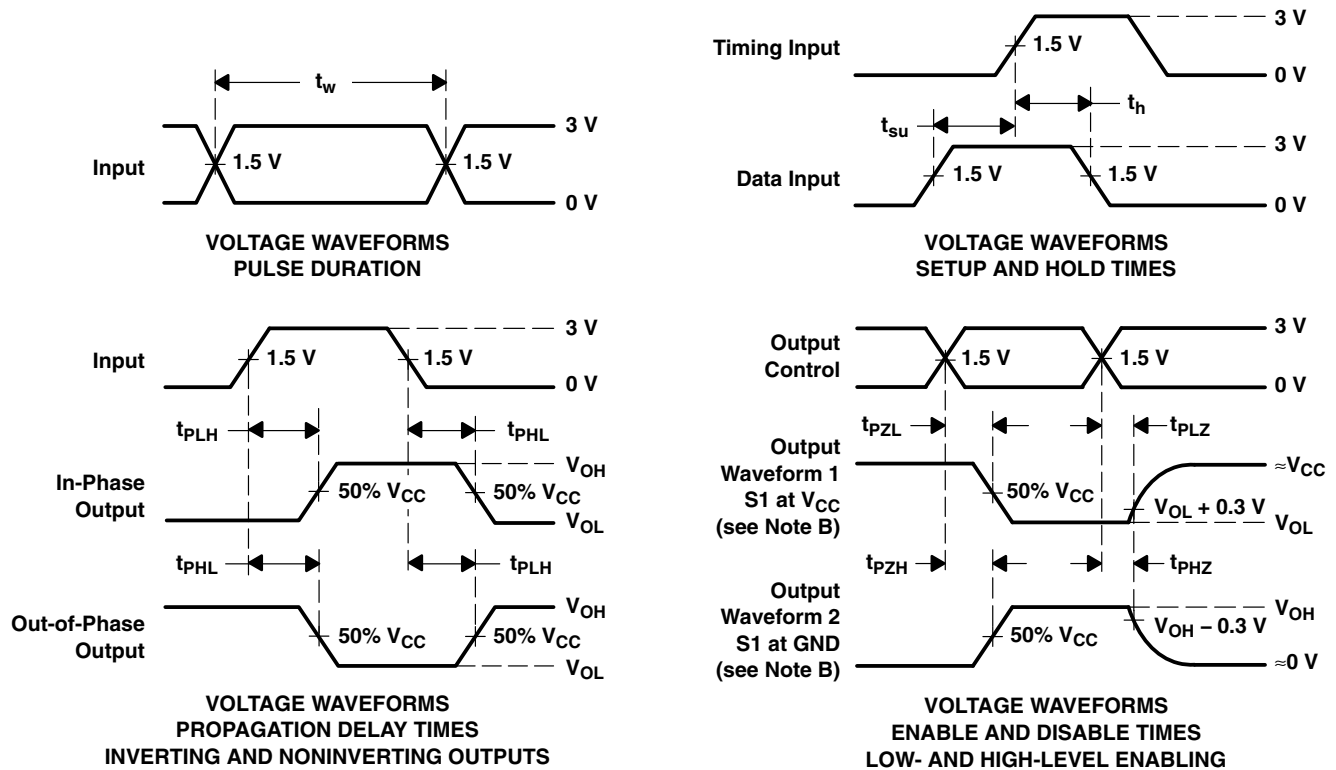 t_w
3 V
Input
1.5 V
1.5 V
0 V
VOLTAGE WAVEFORMS
PULSE DURATION
3 V
Timing Input
1.5 V
0 V
t_h
t_su
3 V
Data Input
1.5 V
1.5 V
0 V
VOLTAGE WAVEFORMS
SETUP AND HOLD TIMES
3 V
Input
1.5 V
1.5 V
0 V
t_PLH
t_PHL
V_OH
In-Phase
Output
50% V_CC
50% V_CC
V_OL
t_PHL
t_PLH
V_OH
Out-of-Phase
Output
50% V_CC
50% V_CC
V_OL
VOLTAGE WAVEFORMS
PROPAGATION DELAY TIMES
INVERTING AND NONINVERTING OUTPUTS
3 V
Output
Control
1.5 V
1.5 V
0 V
t_PZL
t_PLZ
Output
Waveform 1
S1 at V_CC
(see Note B)
50% V_CC
≈V_CC
V_OL + 0.3 V
V_OL
t_PZH
t_PHZ
Output
Waveform 2
S1 at GND
(see Note B)
50% V_CC
V_OH
V_OH − 0.3 V
≈0 V
VOLTAGE WAVEFORMS
ENABLE AND DISABLE TIMES
LOW- AND HIGH-LEVEL ENABLING